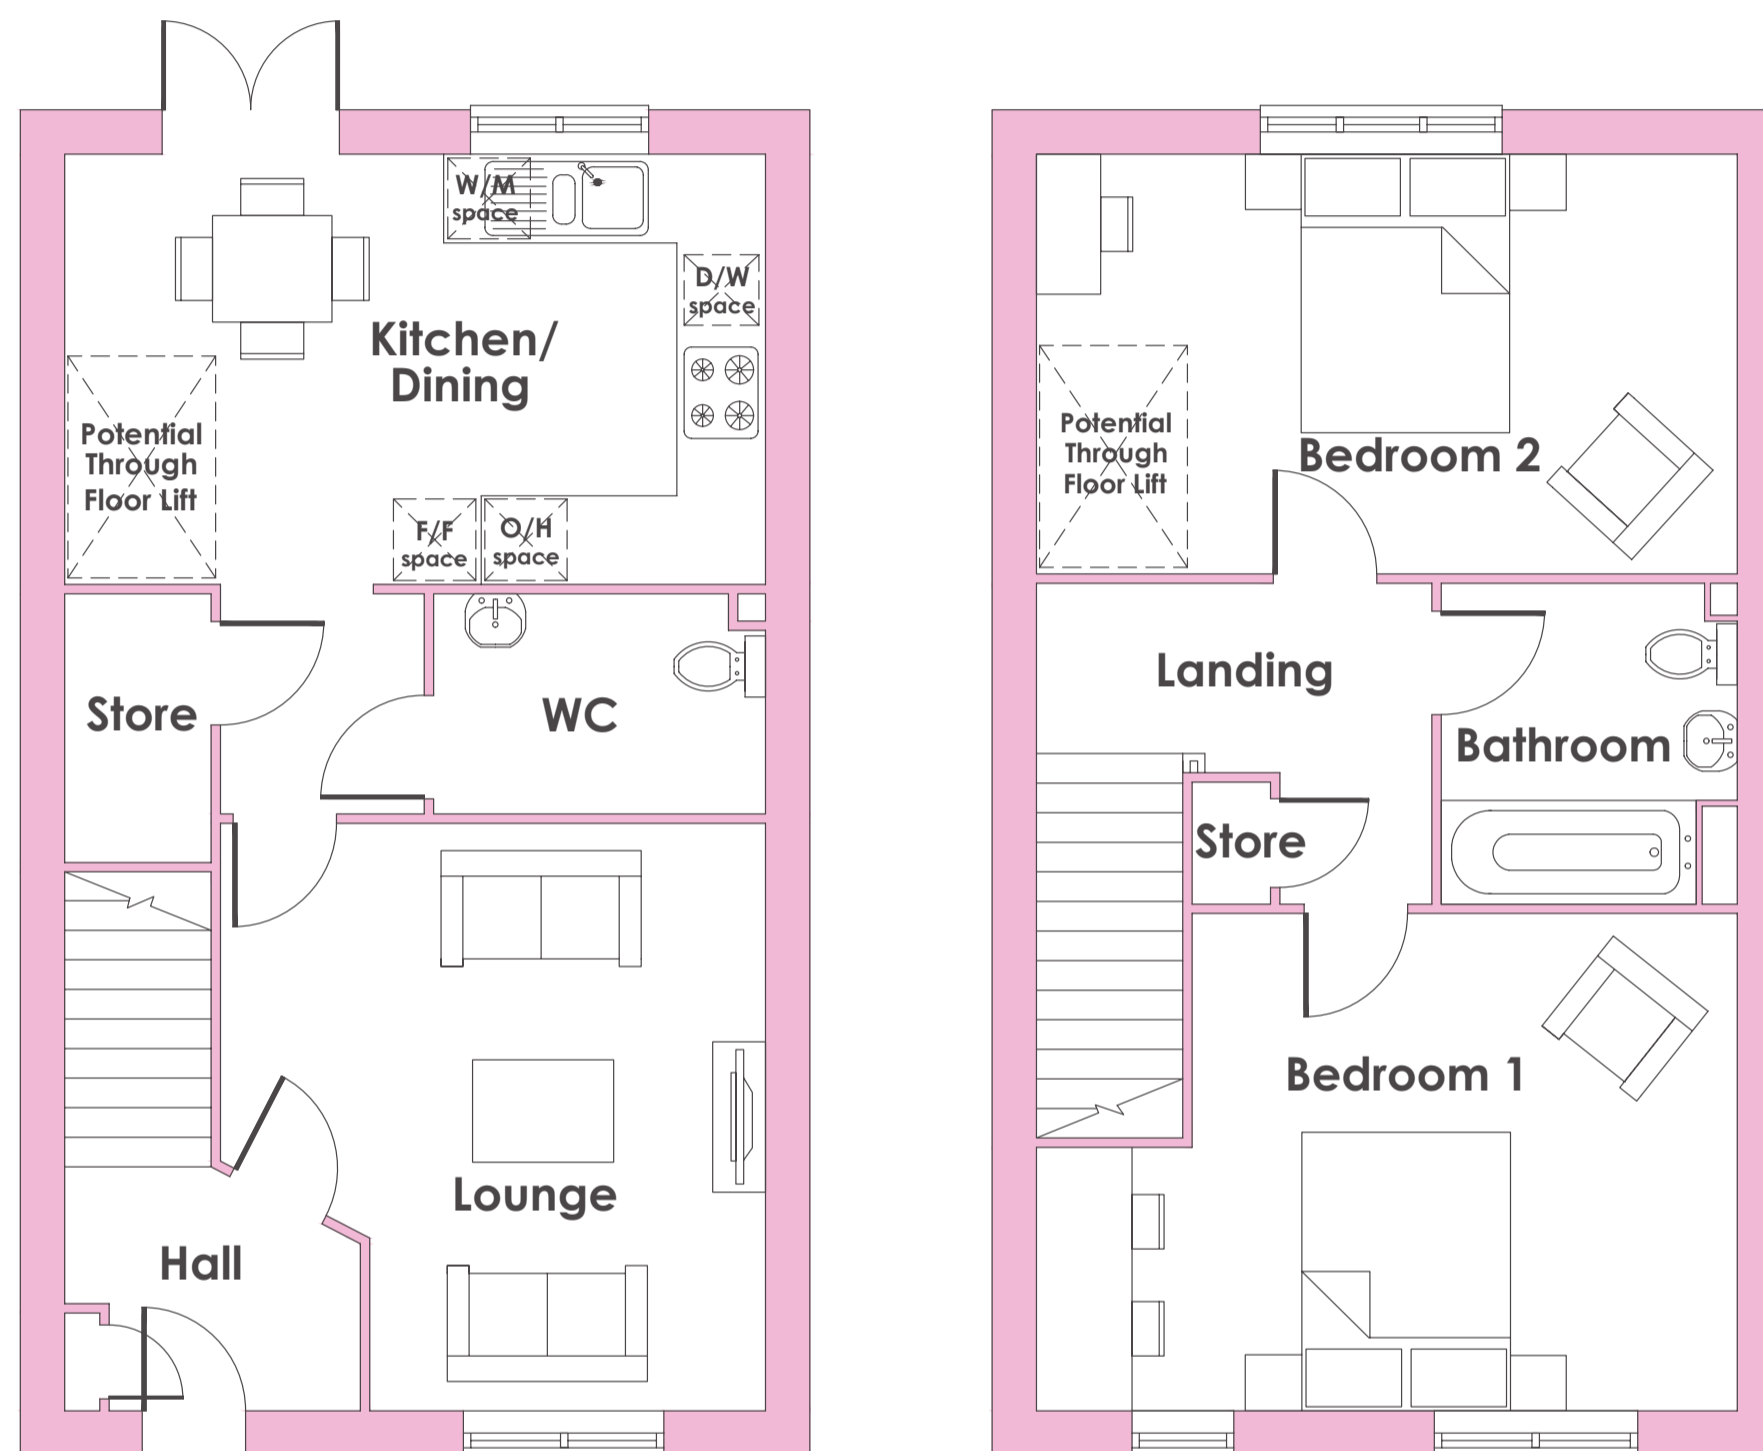 W/M
space
D/W
space
Kitchen/
Dining
Potential
Through
Floor Lift
F/F
space
O/H
space
Store
WC
Lounge
Hall
Potential
Through
Floor Lift
Bedroom 2
Landing
Bathroom
Store
Bedroom 1